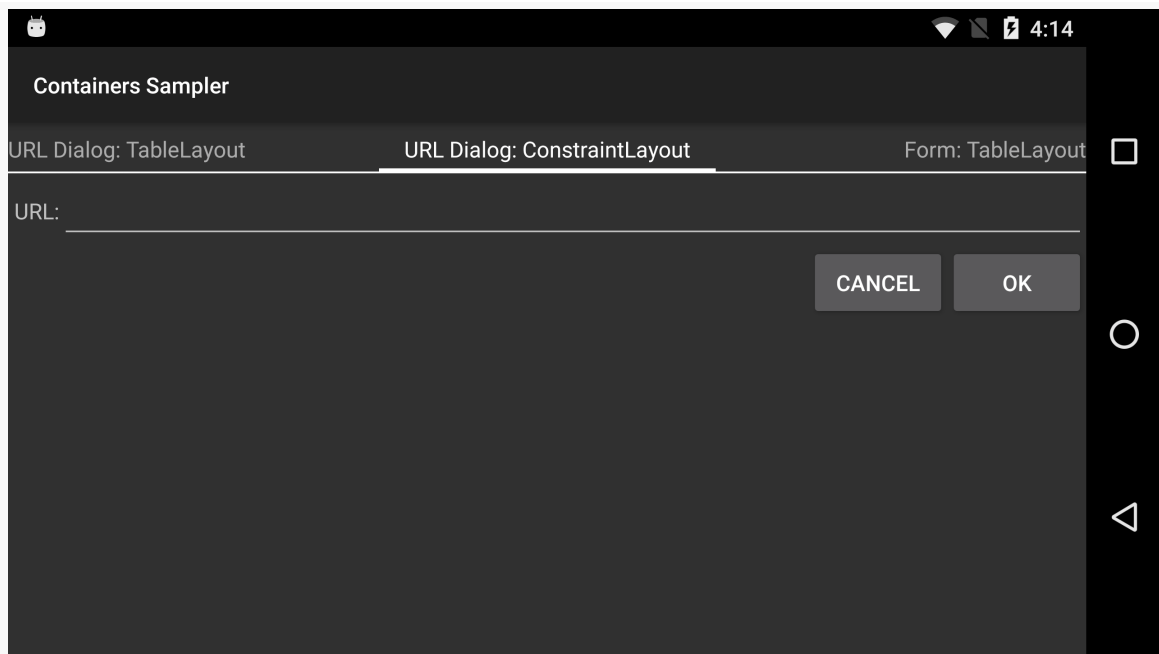 4:14
Containers Sampler
URL Dialog: TableLayout URL Dialog: ConstraintLayout Form: TableLayout
URL:
CANCEL OK